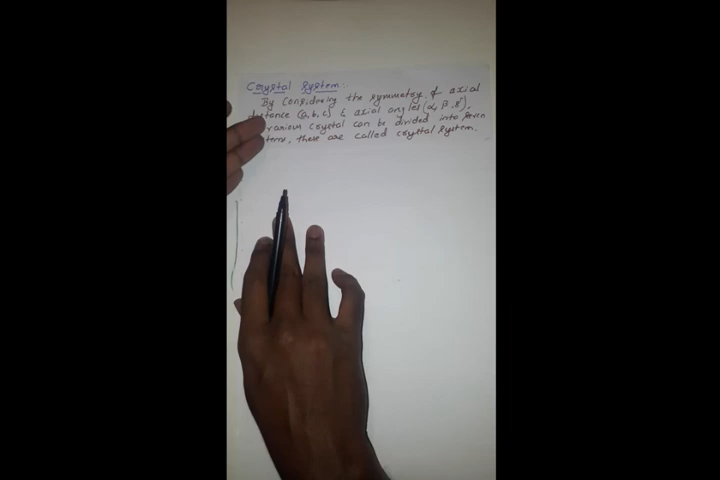 Crystal System :-
By Considering the symmetry of axial
distance (a, b, c) & axial angles (α, β, γ),
various crystal can be divided into seven
these are called crystal system.